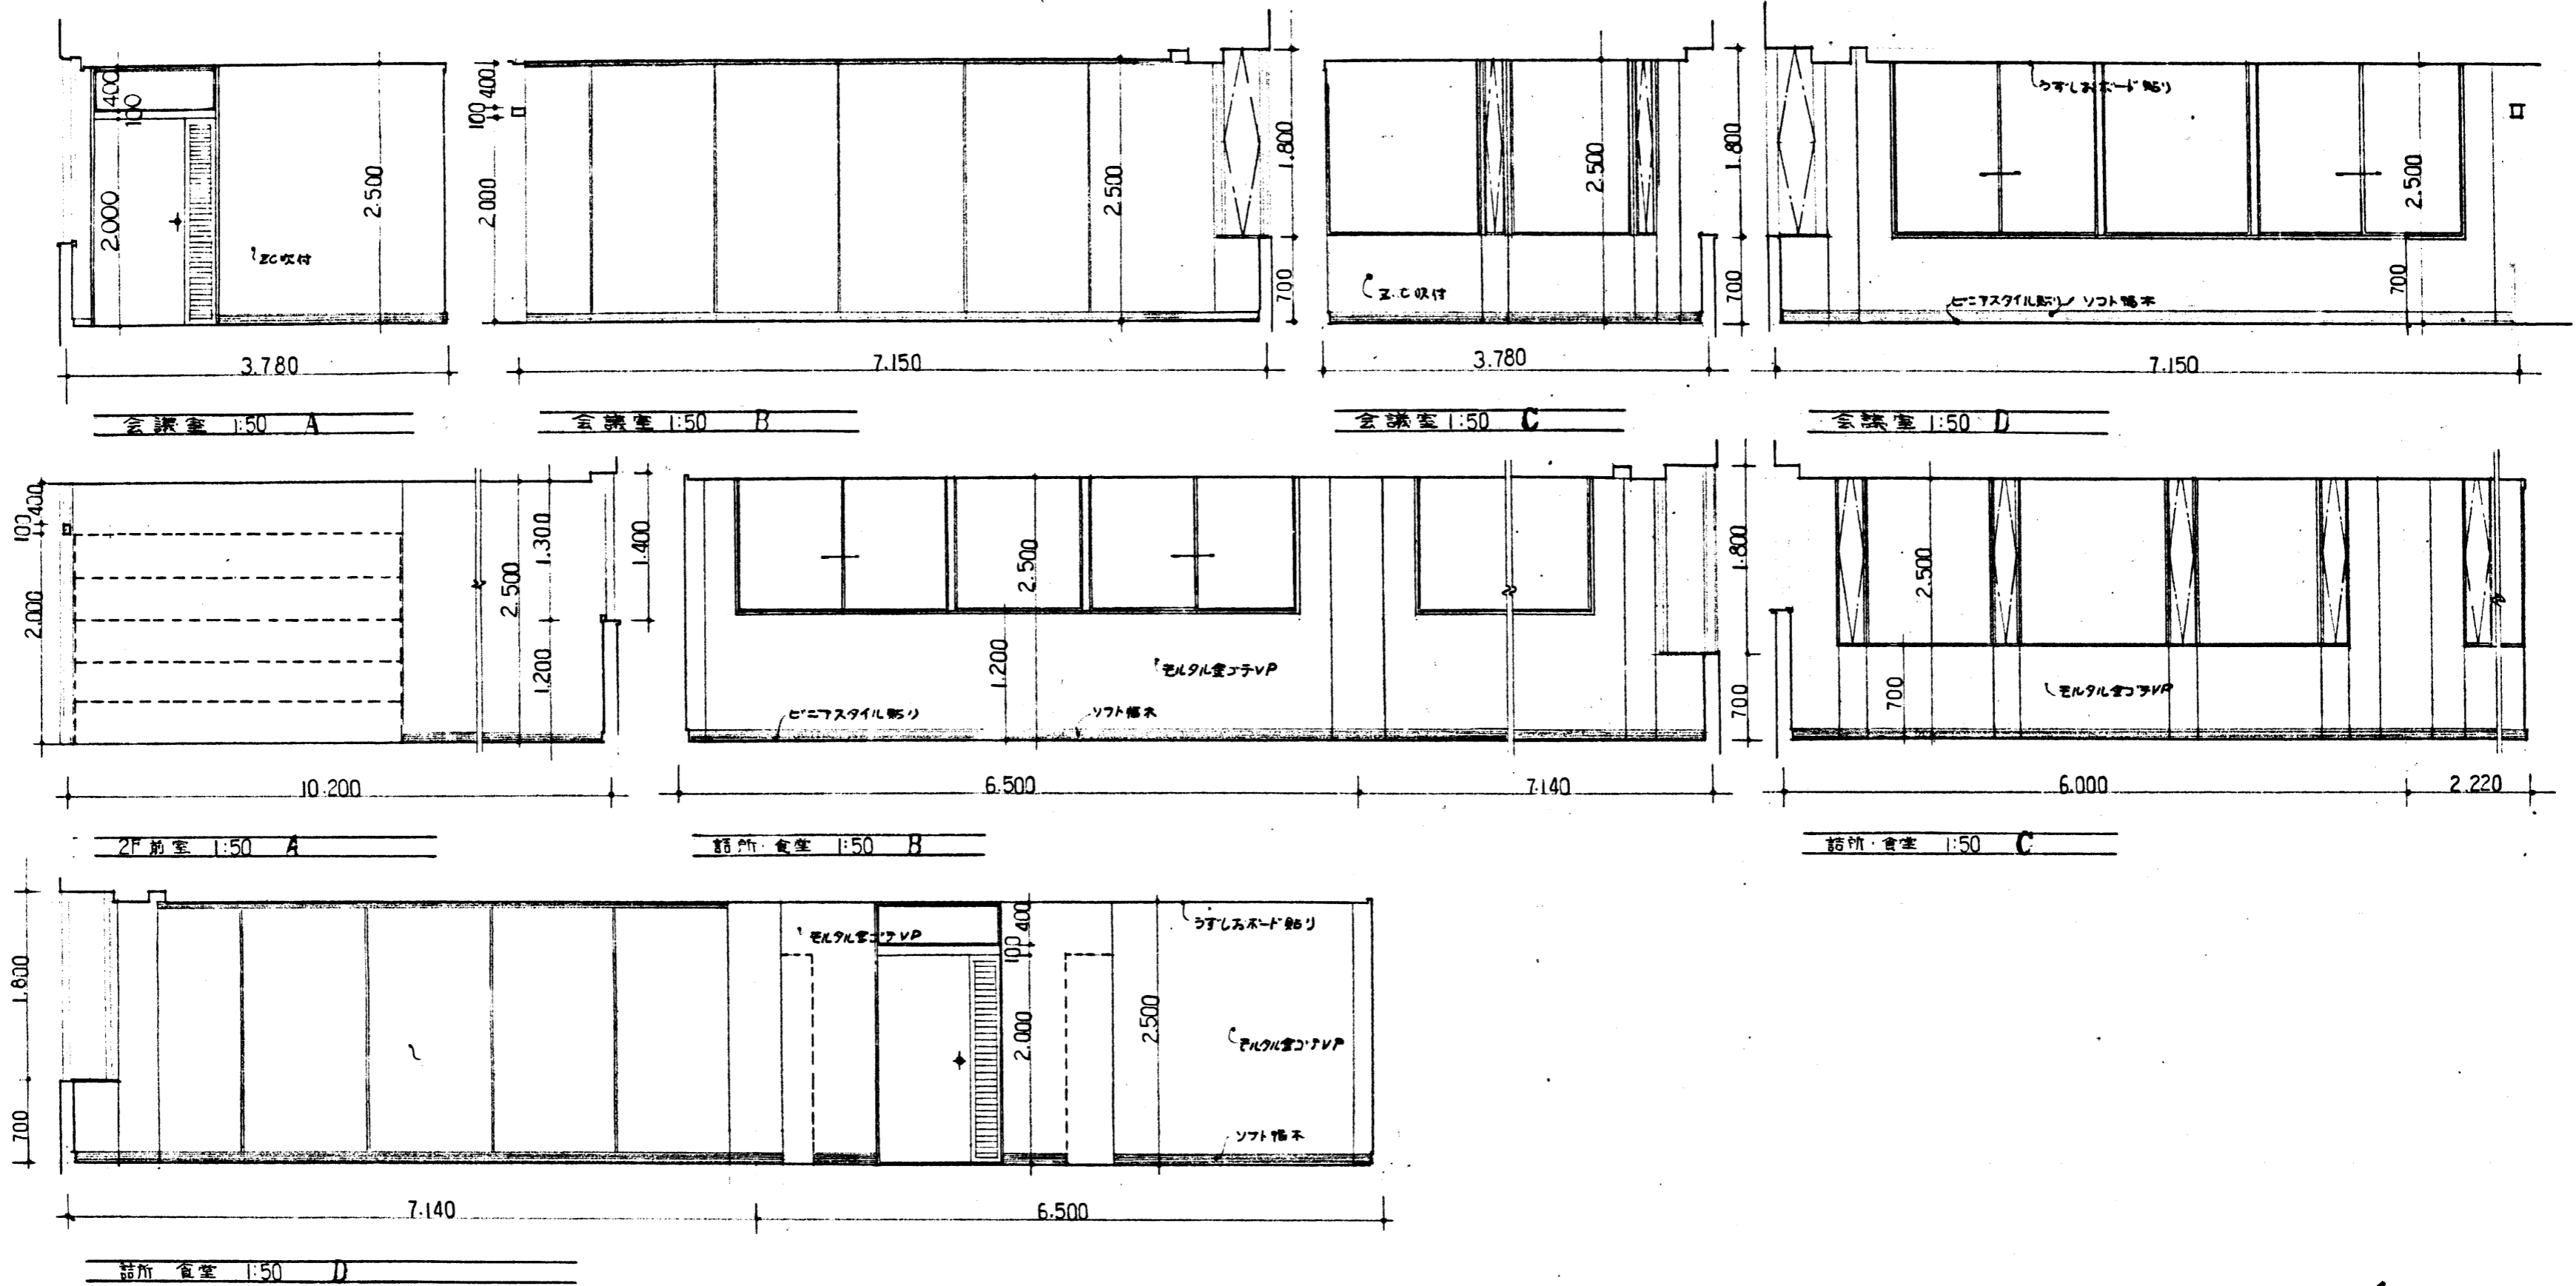 400
100
2.000
2.500
ZC吹付
3.780
会議室 1:50 A
400
100
2.000
2.500
1.800
700
7.150
会議室 1:50 B
2.500
Z.C吹付
1.800
700
3.780
会議室 1:50 C
うずしおボード貼り
2.500
700
ビニアスタイル貼り ソフト幅木
7.150
会議室 1:50 D
400
100
2.000
2.500
1.300
1.200
1.400
10.200
2F前室 1:50 A
2.500
1.200
モルタル金ゴテVP
ビニアスタイル貼り
ソフト幅木
1.800
700
6.500
7.140
詰所・食堂 1:50 B
2.500
700
モルタル金ゴテVP
6.000
2.220
詰所・食堂 1:50 C
1.800
700
モルタル金ゴテVP
400
100
2.000
2.500
うずしおボード貼り
モルタル金ゴテVP
ソフト幅木
7.140
6.500
詰所 食堂 1:50 D